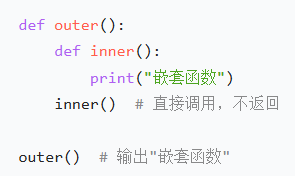 def outer():
    def inner():
        print("嵌套函数")
    inner()  # 直接调用，不返回

outer()  # 输出"嵌套函数"